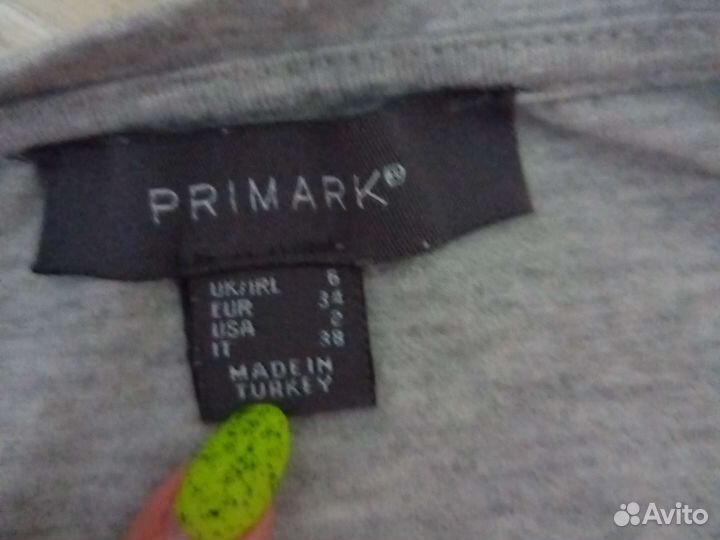 PRIMARK®
UK/IRL 6
EUR 34
USA 2
IT 38
MADE IN
TURKEY
Avito